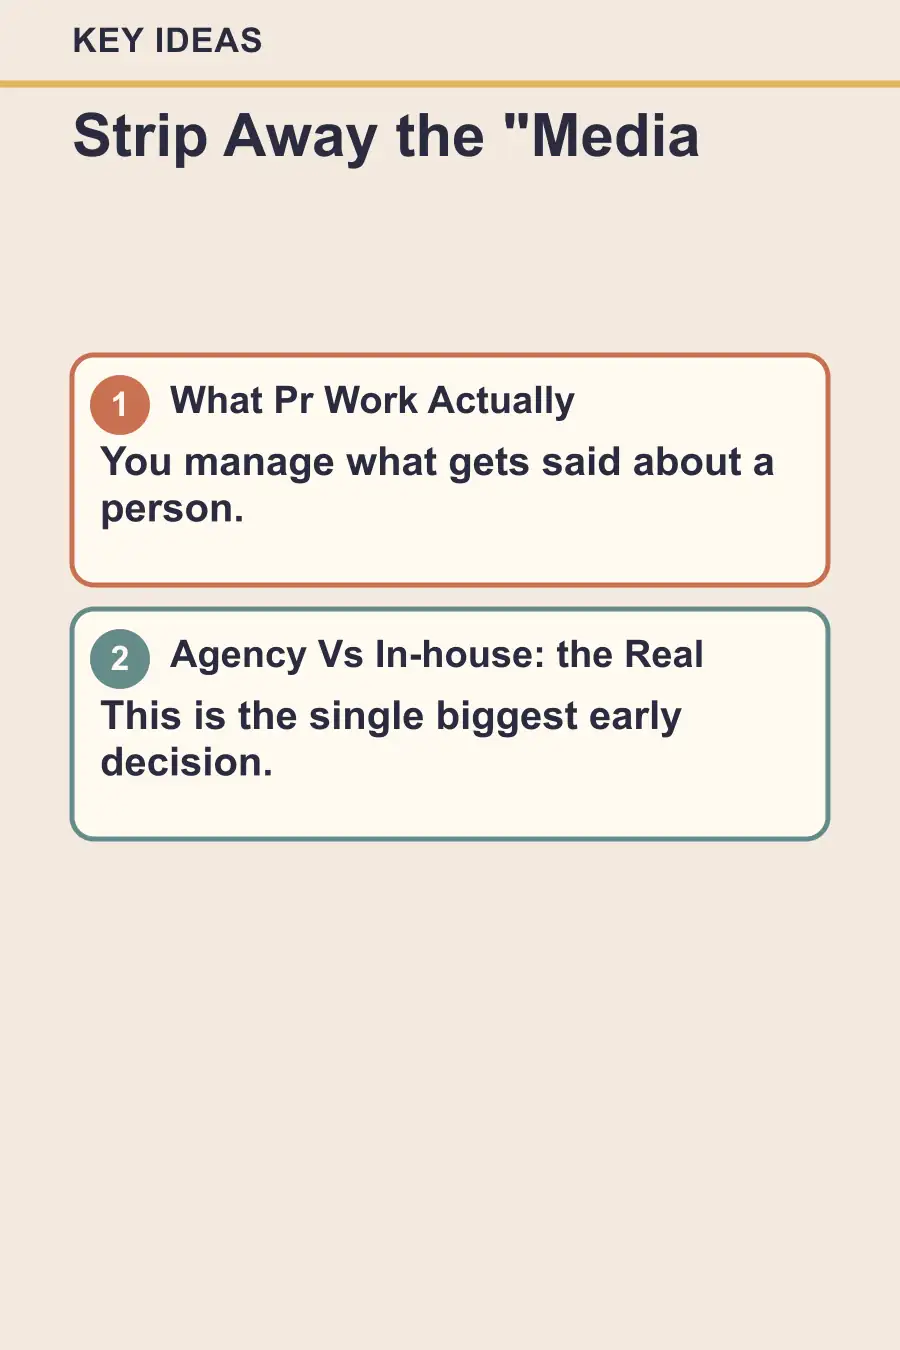 KEY IDEAS
Strip Away the "Media
1 What Pr Work Actually
You manage what gets said about a
person.
2 Agency Vs In-house: the Real
This is the single biggest early
decision.